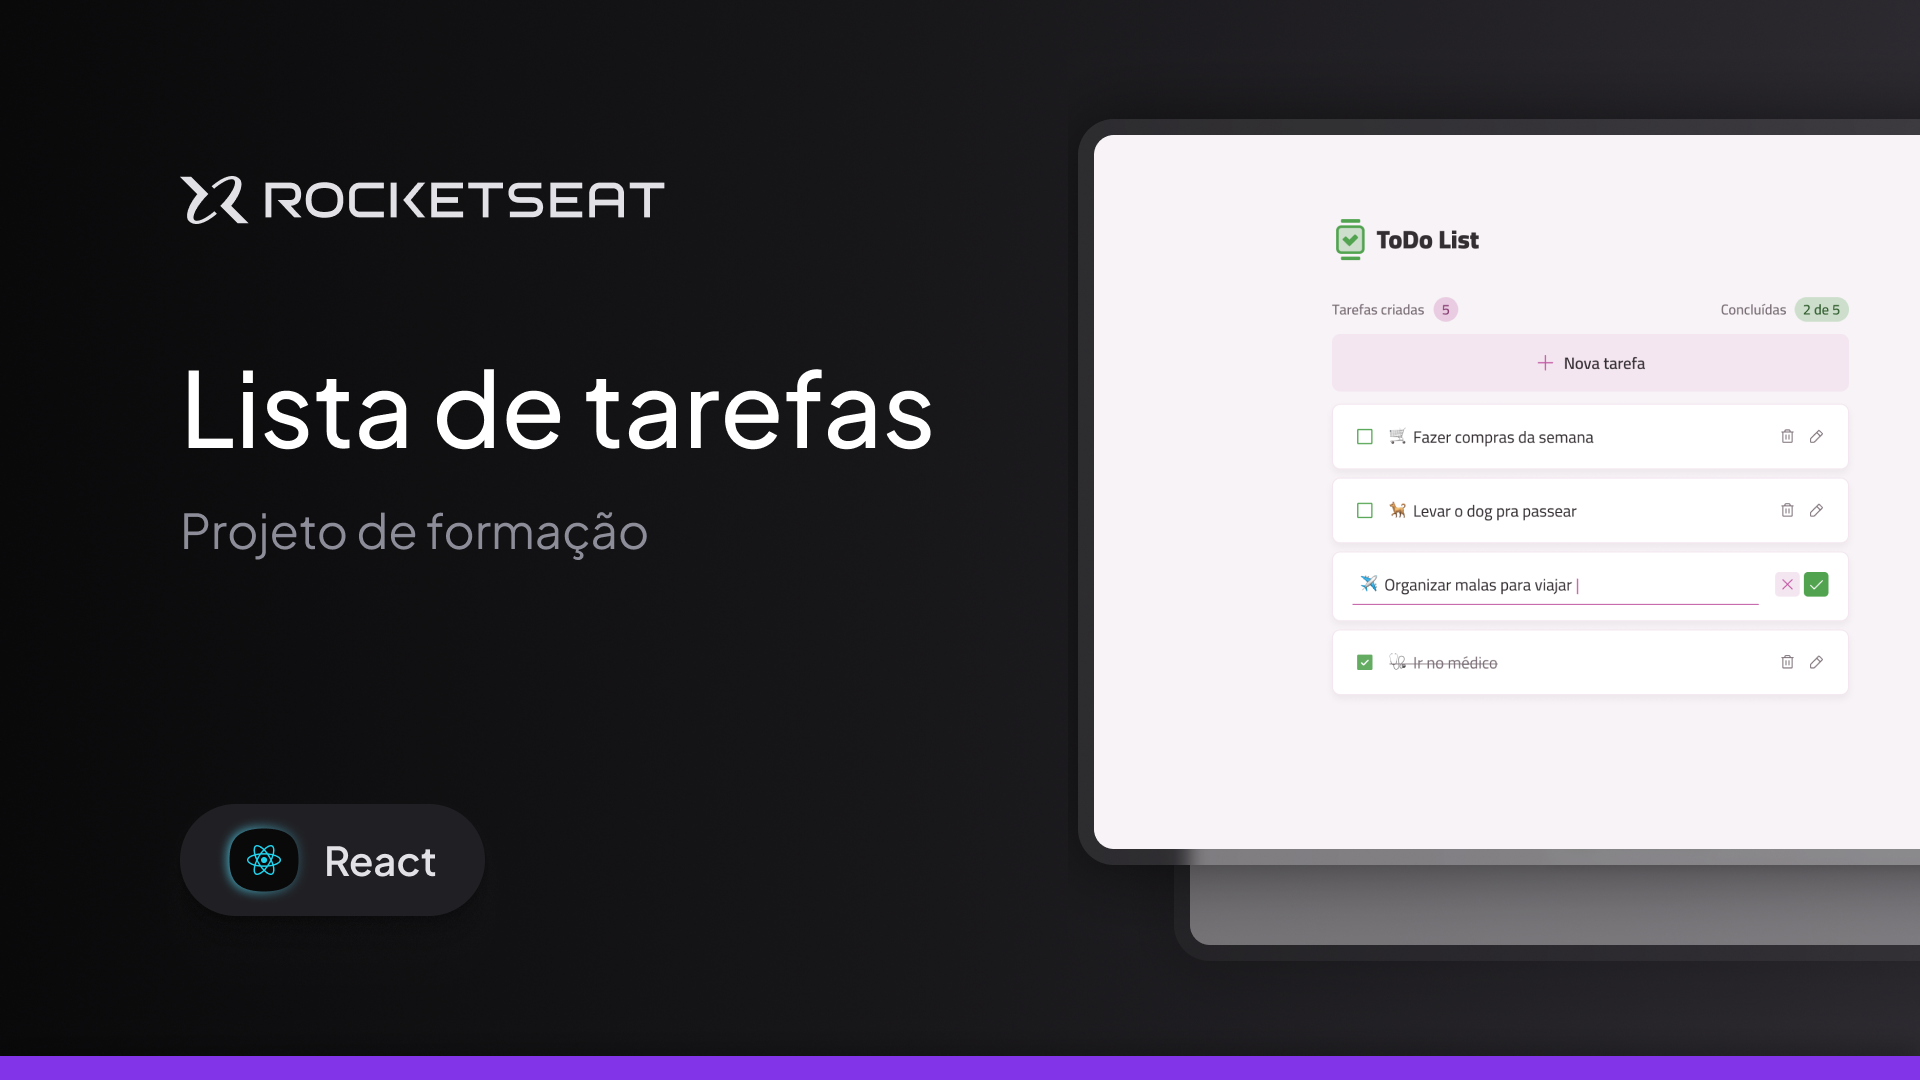 ROCKETSEAT
Lista de tarefas
Projeto de formação
React
ToDo List
Tarefas criadas 5
Concluídas 2 de 5
Nova tarefa
Fazer compras da semana
Levar o dog pra passear
Organizar malas para viajar
Ir no médico